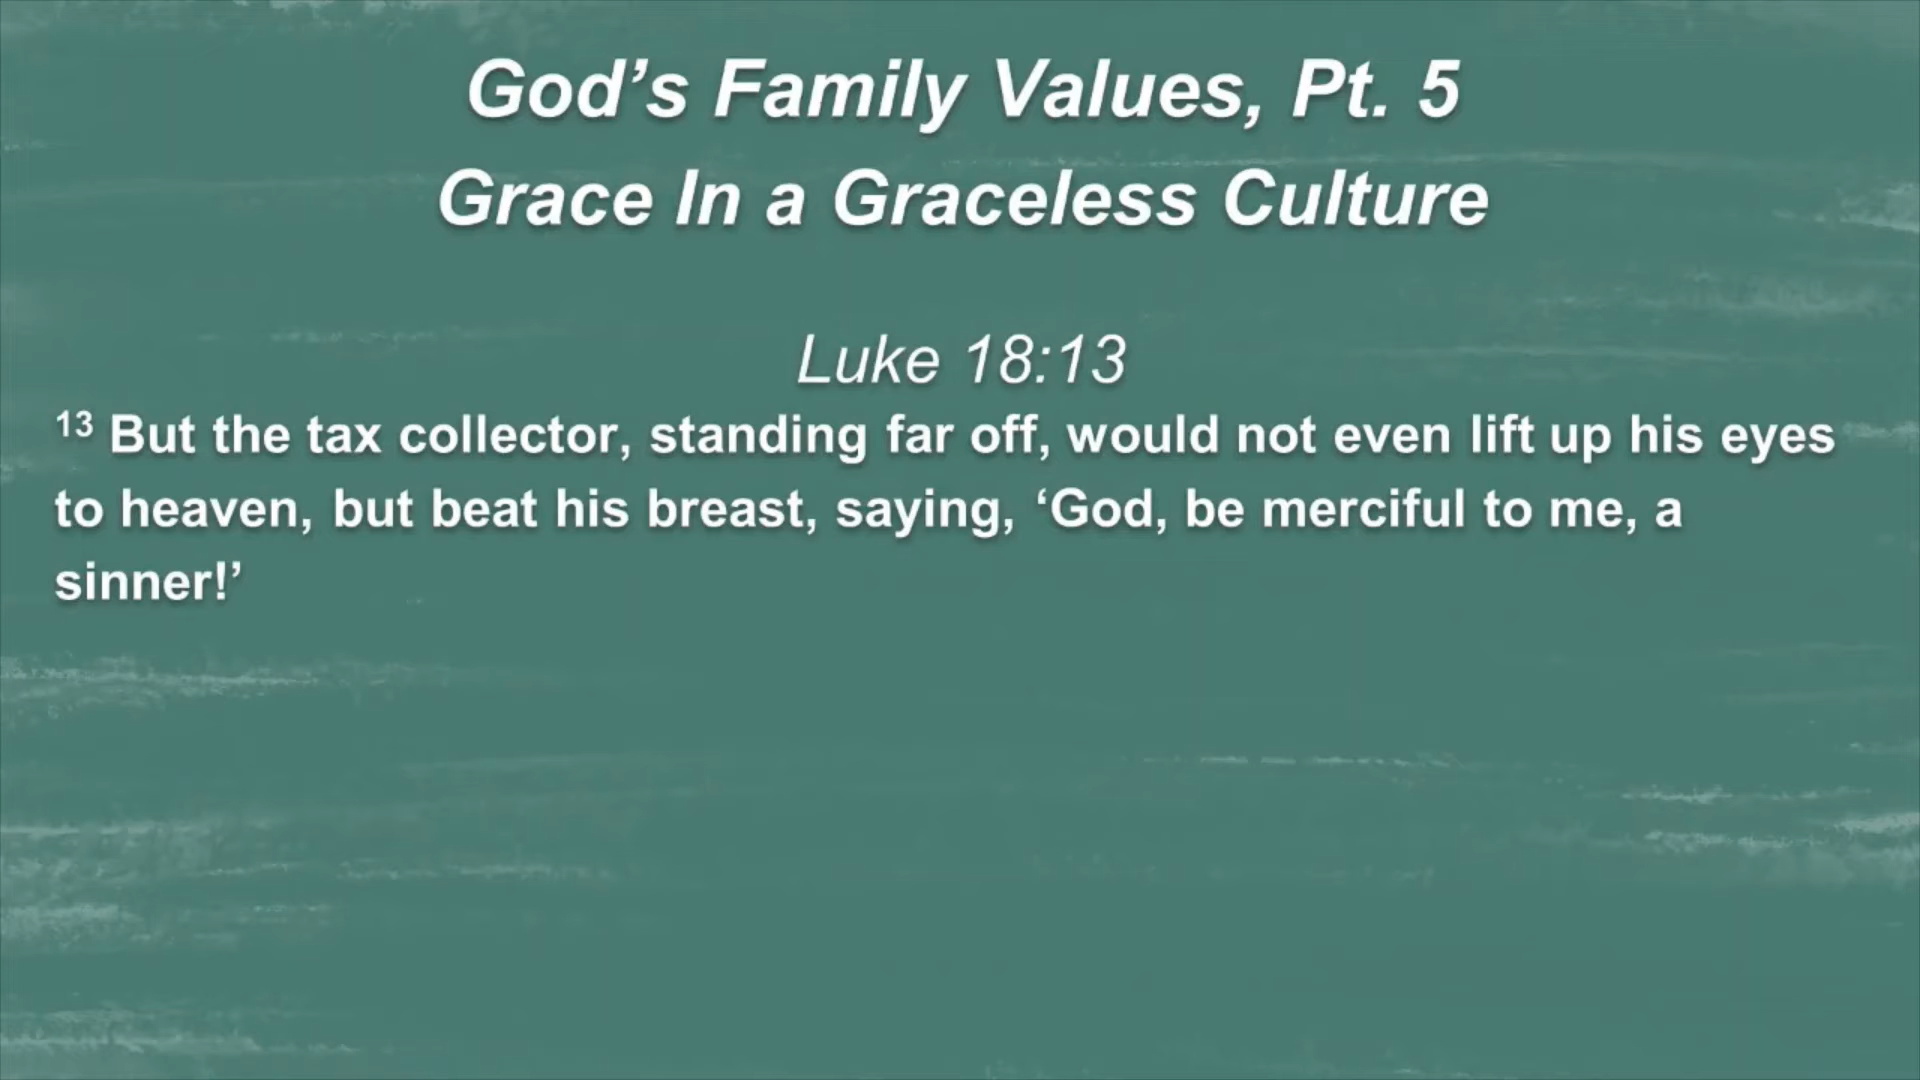 God’s Family Values, Pt. 5
Grace In a Graceless Culture
Luke 18:13
13 But the tax collector, standing far off, would not even lift up his eyes
to heaven, but beat his breast, saying, ‘God, be merciful to me, a
sinner!’